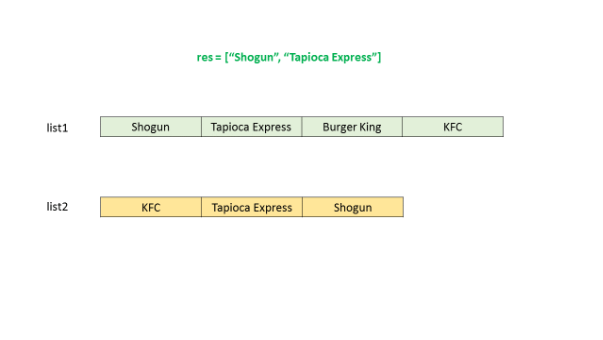 res = [“Shogun”, “Tapioca Express”]
list1 Shogun Tapioca Express Burger King KFC
list2 KFC Tapioca Express Shogun